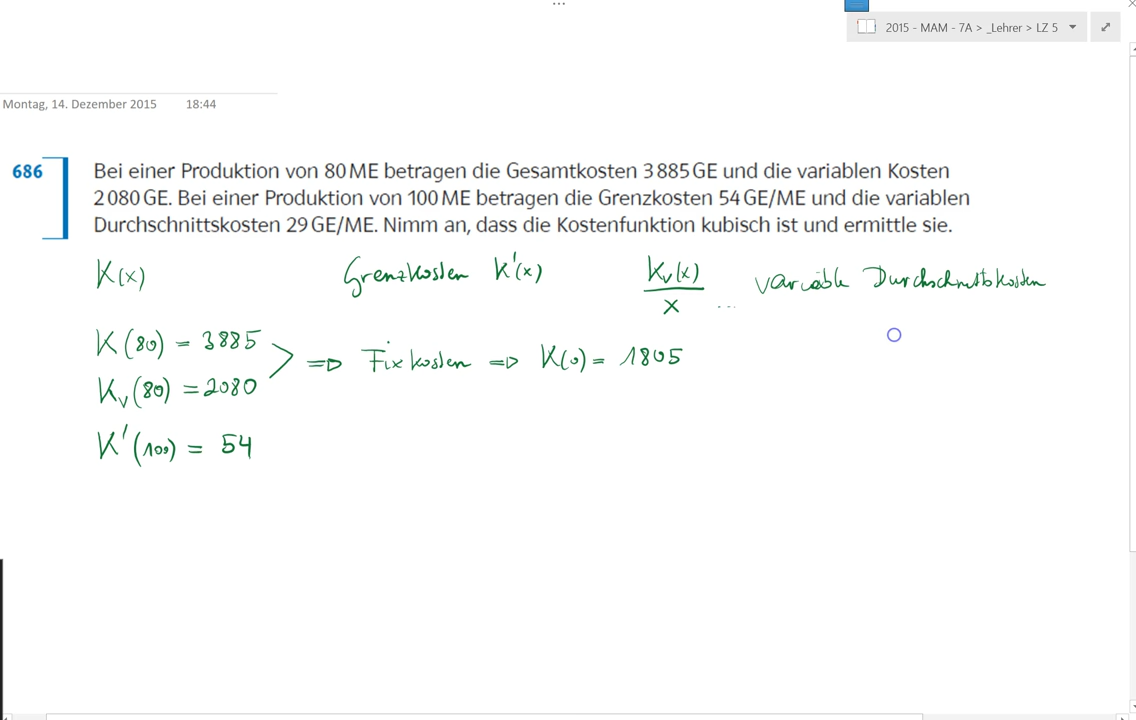 ...
2015 - MAM - 7A > _Lehrer > LZ 5
Montag, 14. Dezember 2015 18:44
686 Bei einer Produktion von 80 ME betragen die Gesamtkosten 3 885 GE und die variablen Kosten
2 080 GE. Bei einer Produktion von 100 ME betragen die Grenzkosten 54 GE/ME und die variablen
Durchschnittskosten 29 GE/ME. Nimm an, dass die Kostenfunktion kubisch ist und ermittle sie.
K(x) Grenzkosten K'(x) Kv(x)/x ... variable Durchschnittskosten
K(80) = 3885
=> Fixkosten => K(0) = 1805
Kv(80) = 2080
K'(100) = 54